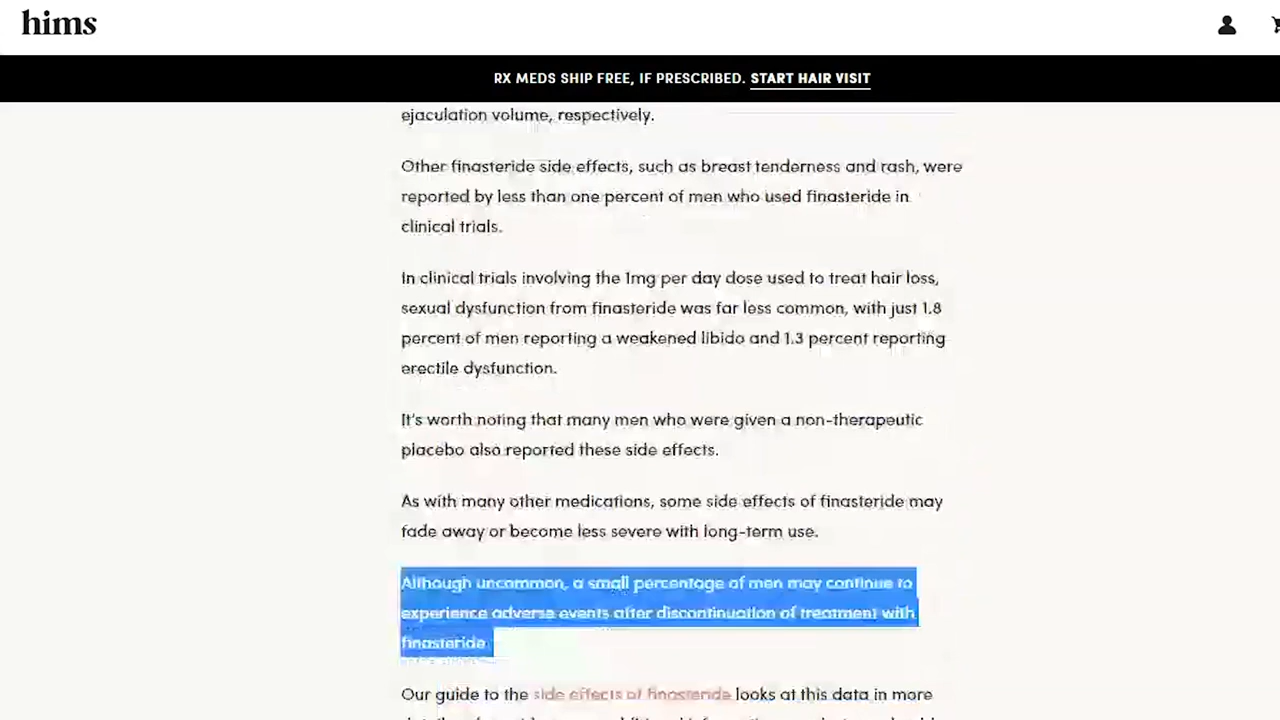 hims
RX MEDS SHIP FREE, IF PRESCRIBED. START HAIR VISIT
ejaculation volume, respectively.
Other finasteride side effects, such as breast tenderness and rash, were
reported by less than one percent of men who used finasteride in
clinical trials.
In clinical trials involving the 1mg per day dose used to treat hair loss,
sexual dysfunction from finasteride was far less common, with just 1.8
percent of men reporting a weakened libido and 1.3 percent reporting
erectile dysfunction.
It's worth noting that many men who were given a non-therapeutic
placebo also reported these side effects.
As with many other medications, some side effects of finasteride may
fade away or become less severe with long-term use.
Although uncommon, a small percentage of men may continue to
experience adverse events after discontinuation of treatment with
finasteride.
Our guide to the side effects of finasteride looks at this data in more